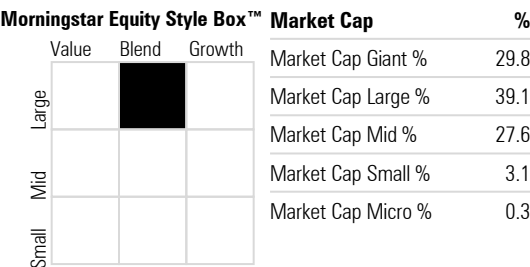 Morningstar Equity Style Box™
Value Blend Growth
Large
Mid
Small
Market Cap %
Market Cap Giant % 29.8
Market Cap Large % 39.1
Market Cap Mid % 27.6
Market Cap Small % 3.1
Market Cap Micro % 0.3